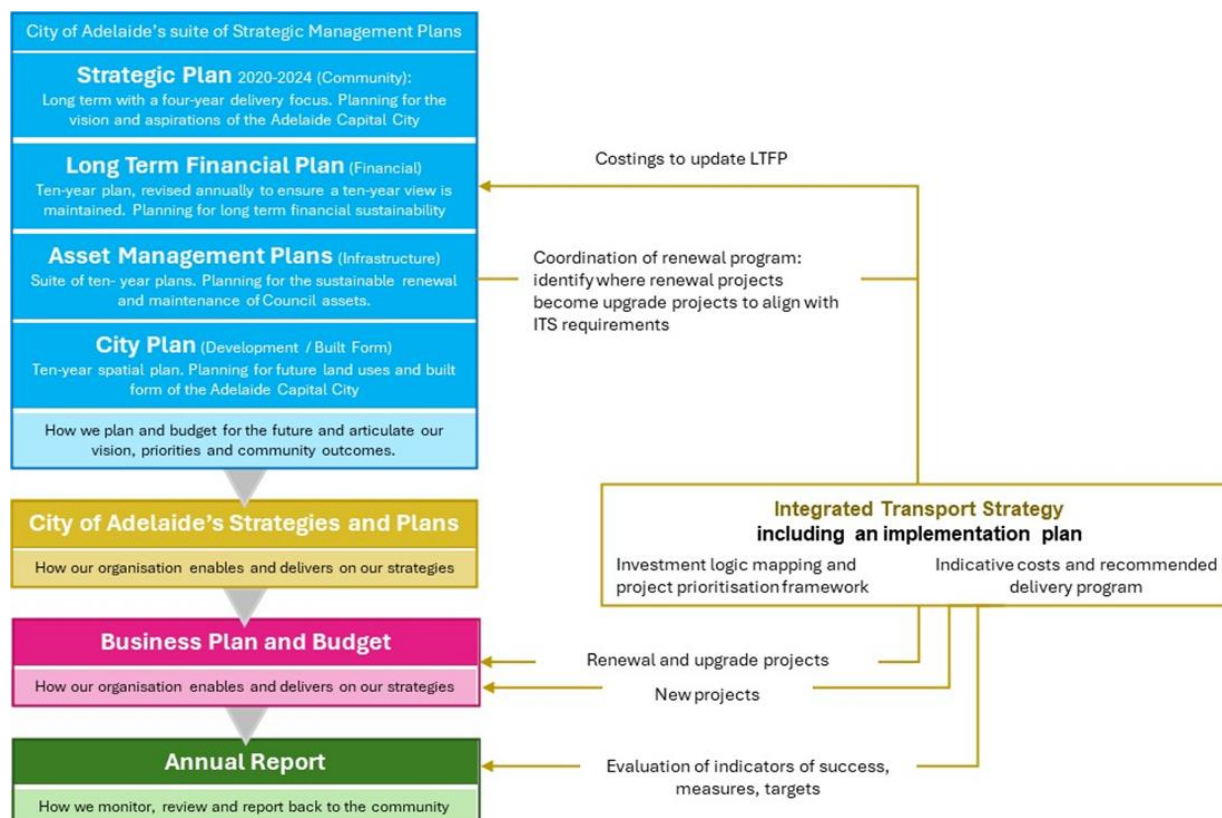 City of Adelaide's suite of Strategic Management Plans
Strategic Plan 2020-2024 (Community):
Long term with a four-year delivery focus. Planning for the
vision and aspirations of the Adelaide Capital City
Long Term Financial Plan (Financial)
Ten-year plan, revised annually to ensure a ten-year view is
maintained. Planning for long term financial sustainability
Asset Management Plans (Infrastructure)
Suite of ten- year plans. Planning for the sustainable renewal
and maintenance of Council assets.
City Plan (Development / Built Form)
Ten-year spatial plan. Planning for future land uses and built
form of the Adelaide Capital City
How we plan and budget for the future and articulate our
vision, priorities and community outcomes.
City of Adelaide's Strategies and Plans
How our organisation enables and delivers on our strategies
Business Plan and Budget
How our organisation enables and delivers on our strategies
Annual Report
How we monitor, review and report back to the community
Costings to update LTFP
Coordination of renewal program:
identify where renewal projects
become upgrade projects to align with
ITS requirements
Integrated Transport Strategy
including an implementation plan
Investment logic mapping and
project prioritisation framework
Indicative costs and recommended
delivery program
Renewal and upgrade projects
New projects
Evaluation of indicators of success,
measures, targets